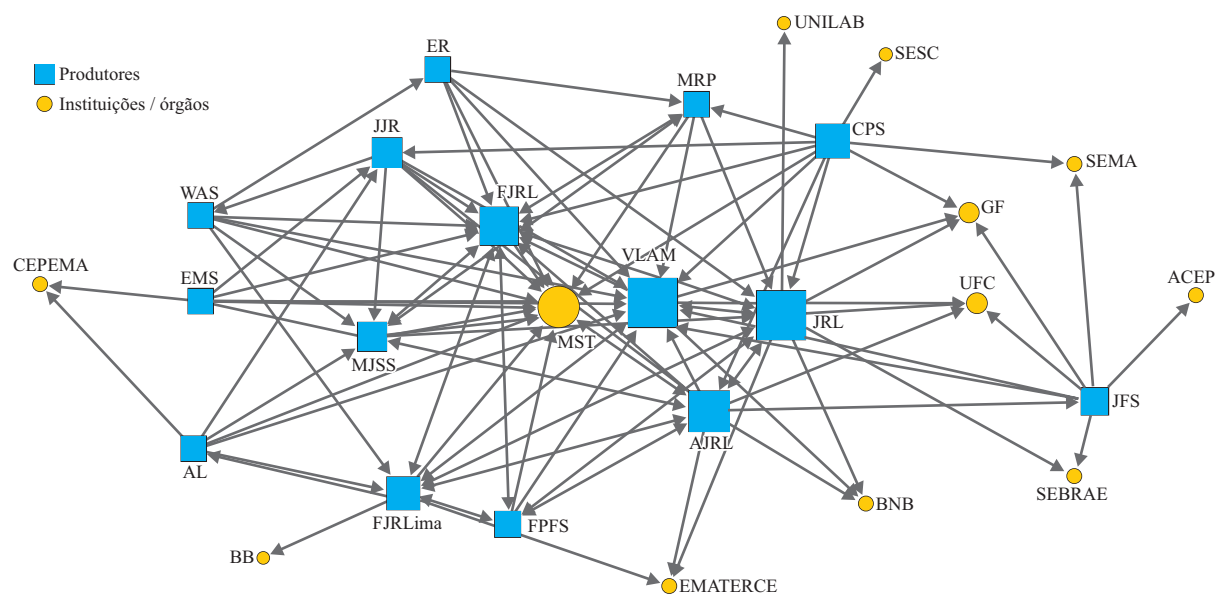 UNILAB
ER
SESC
Produtores
MRP
Instituições / órgãos
CPS
JJR
SEMA
FJRL
WAS
GF
VLAM
CEPEMA
EMS
UFC
ACEP
JRL
MST
MJSS
JFS
AJRL
AL
SEBRAE
BNB
FJRLima
FPFS
BB
EMATERCE